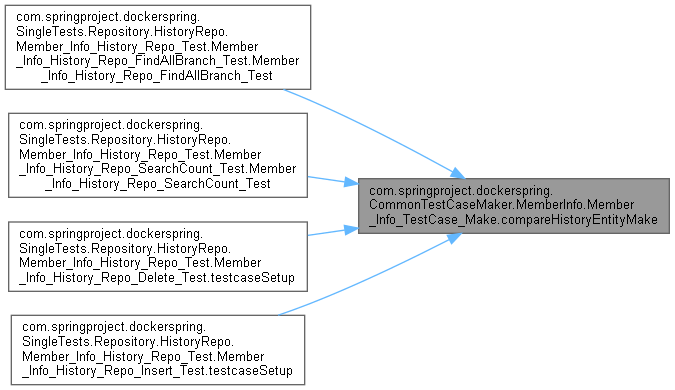 com.springproject.dockerspring.
SingleTests.Repository.HistoryRepo.
Member_Info_History_Repo_Test.Member
_Info_History_Repo_FindAllBranch_Test.Member
_Info_History_Repo_FindAllBranch_Test
com.springproject.dockerspring.
SingleTests.Repository.HistoryRepo.
Member_Info_History_Repo_Test.Member
_Info_History_Repo_SearchCount_Test.Member
_Info_History_Repo_SearchCount_Test
com.springproject.dockerspring.
CommonTestCaseMaker.MemberInfo.Member
_Info_TestCase_Make.compareHistoryEntityMake
com.springproject.dockerspring.
SingleTests.Repository.HistoryRepo.
Member_Info_History_Repo_Test.Member
_Info_History_Repo_Delete_Test.testcaseSetup
com.springproject.dockerspring.
SingleTests.Repository.HistoryRepo.
Member_Info_History_Repo_Test.Member
_Info_History_Repo_Insert_Test.testcaseSetup